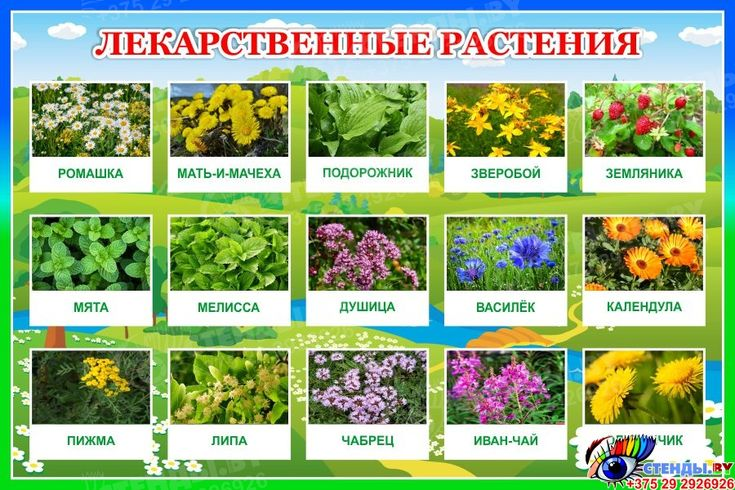 ЛЕКАРСТВЕННЫЕ РАСТЕНИЯ
РОМАШКА
МАТЬ-И-МАЧЕХА
ПОДОРОЖНИК
ЗВЕРОБОЙ
ЗЕМЛЯНИКА
МЯТА
МЕЛИССА
ДУШИЦА
ВАСИЛЁК
КАЛЕНДУЛА
ПИЖМА
ЛИПА
ЧАБРЕЦ
ИВАН-ЧАЙ
СТЕНДЫ.BY
+375 29 2926926